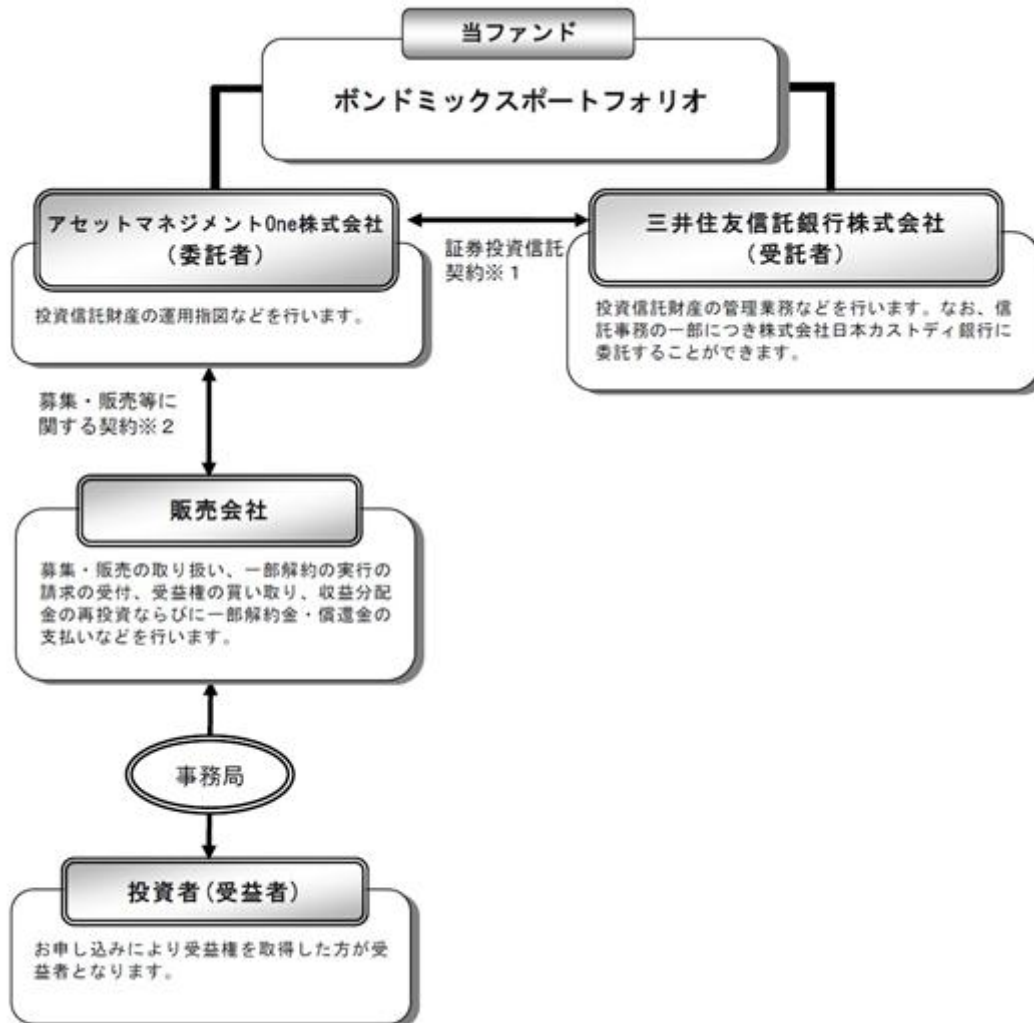 当ファンド
ボンドミックスポートフォリオ
アセットマネジメントOne株式会社
(委託者)
投資信託財産の運用指図などを行います。
証券投資信託
契約※1
三井住友信託銀行株式会社
(受託者)
投資信託財産の管理業務などを行います。なお、信
託事務の一部につき株式会社日本カストディ銀行に
委託することができます。
募集・販売等に
関する契約※2
販売会社
募集・販売の取り扱い、一部解約の実行の
請求の受付、受益権の買い取り、収益分配
金の再投資ならびに一部解約金・償還金の
支払いなどを行います。
事務局
投資者(受益者)
お申し込みにより受益権を取得した方が受
益者となります。